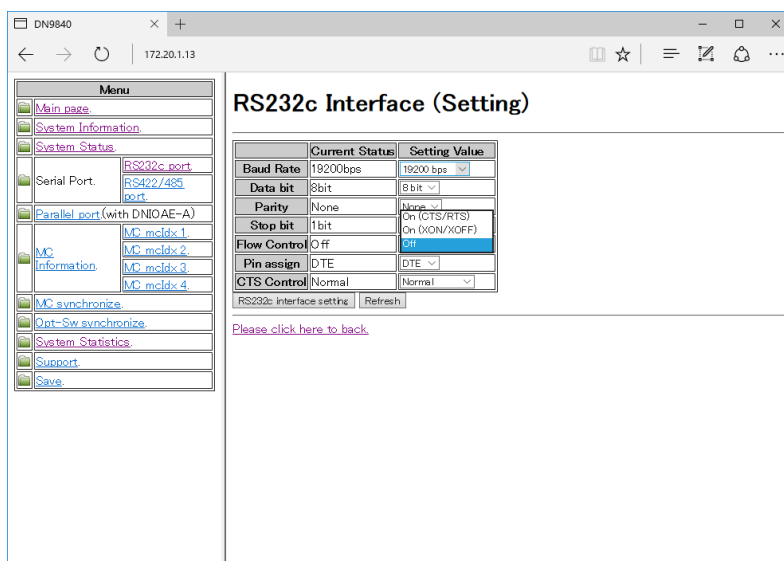 DN9840
172.20.1.13
Menu
Main page.
System Information.
System Status.
Serial Port.
RS232c port.
RS422/485
port.
Parallel port.(with DNIOAE-A)
MC
Information.
MC mcIdx 1.
MC mcIdx 2.
MC mcIdx 3.
MC mcIdx 4.
MC synchronize.
Opt-Sw synchronize.
System Statistics.
Support.
Save.
RS232c Interface (Setting)
Current Status Setting Value
Baud Rate 19200bps 19200 bps
Data bit 8bit 8 bit
Parity None None
On (CTS/RTS)
Stop bit 1bit On (XON/XOFF)
Flow Control Off Off
Pin assign DTE DTE
CTS Control Normal Normal
RS232c interface setting Refresh
Please click here to back.